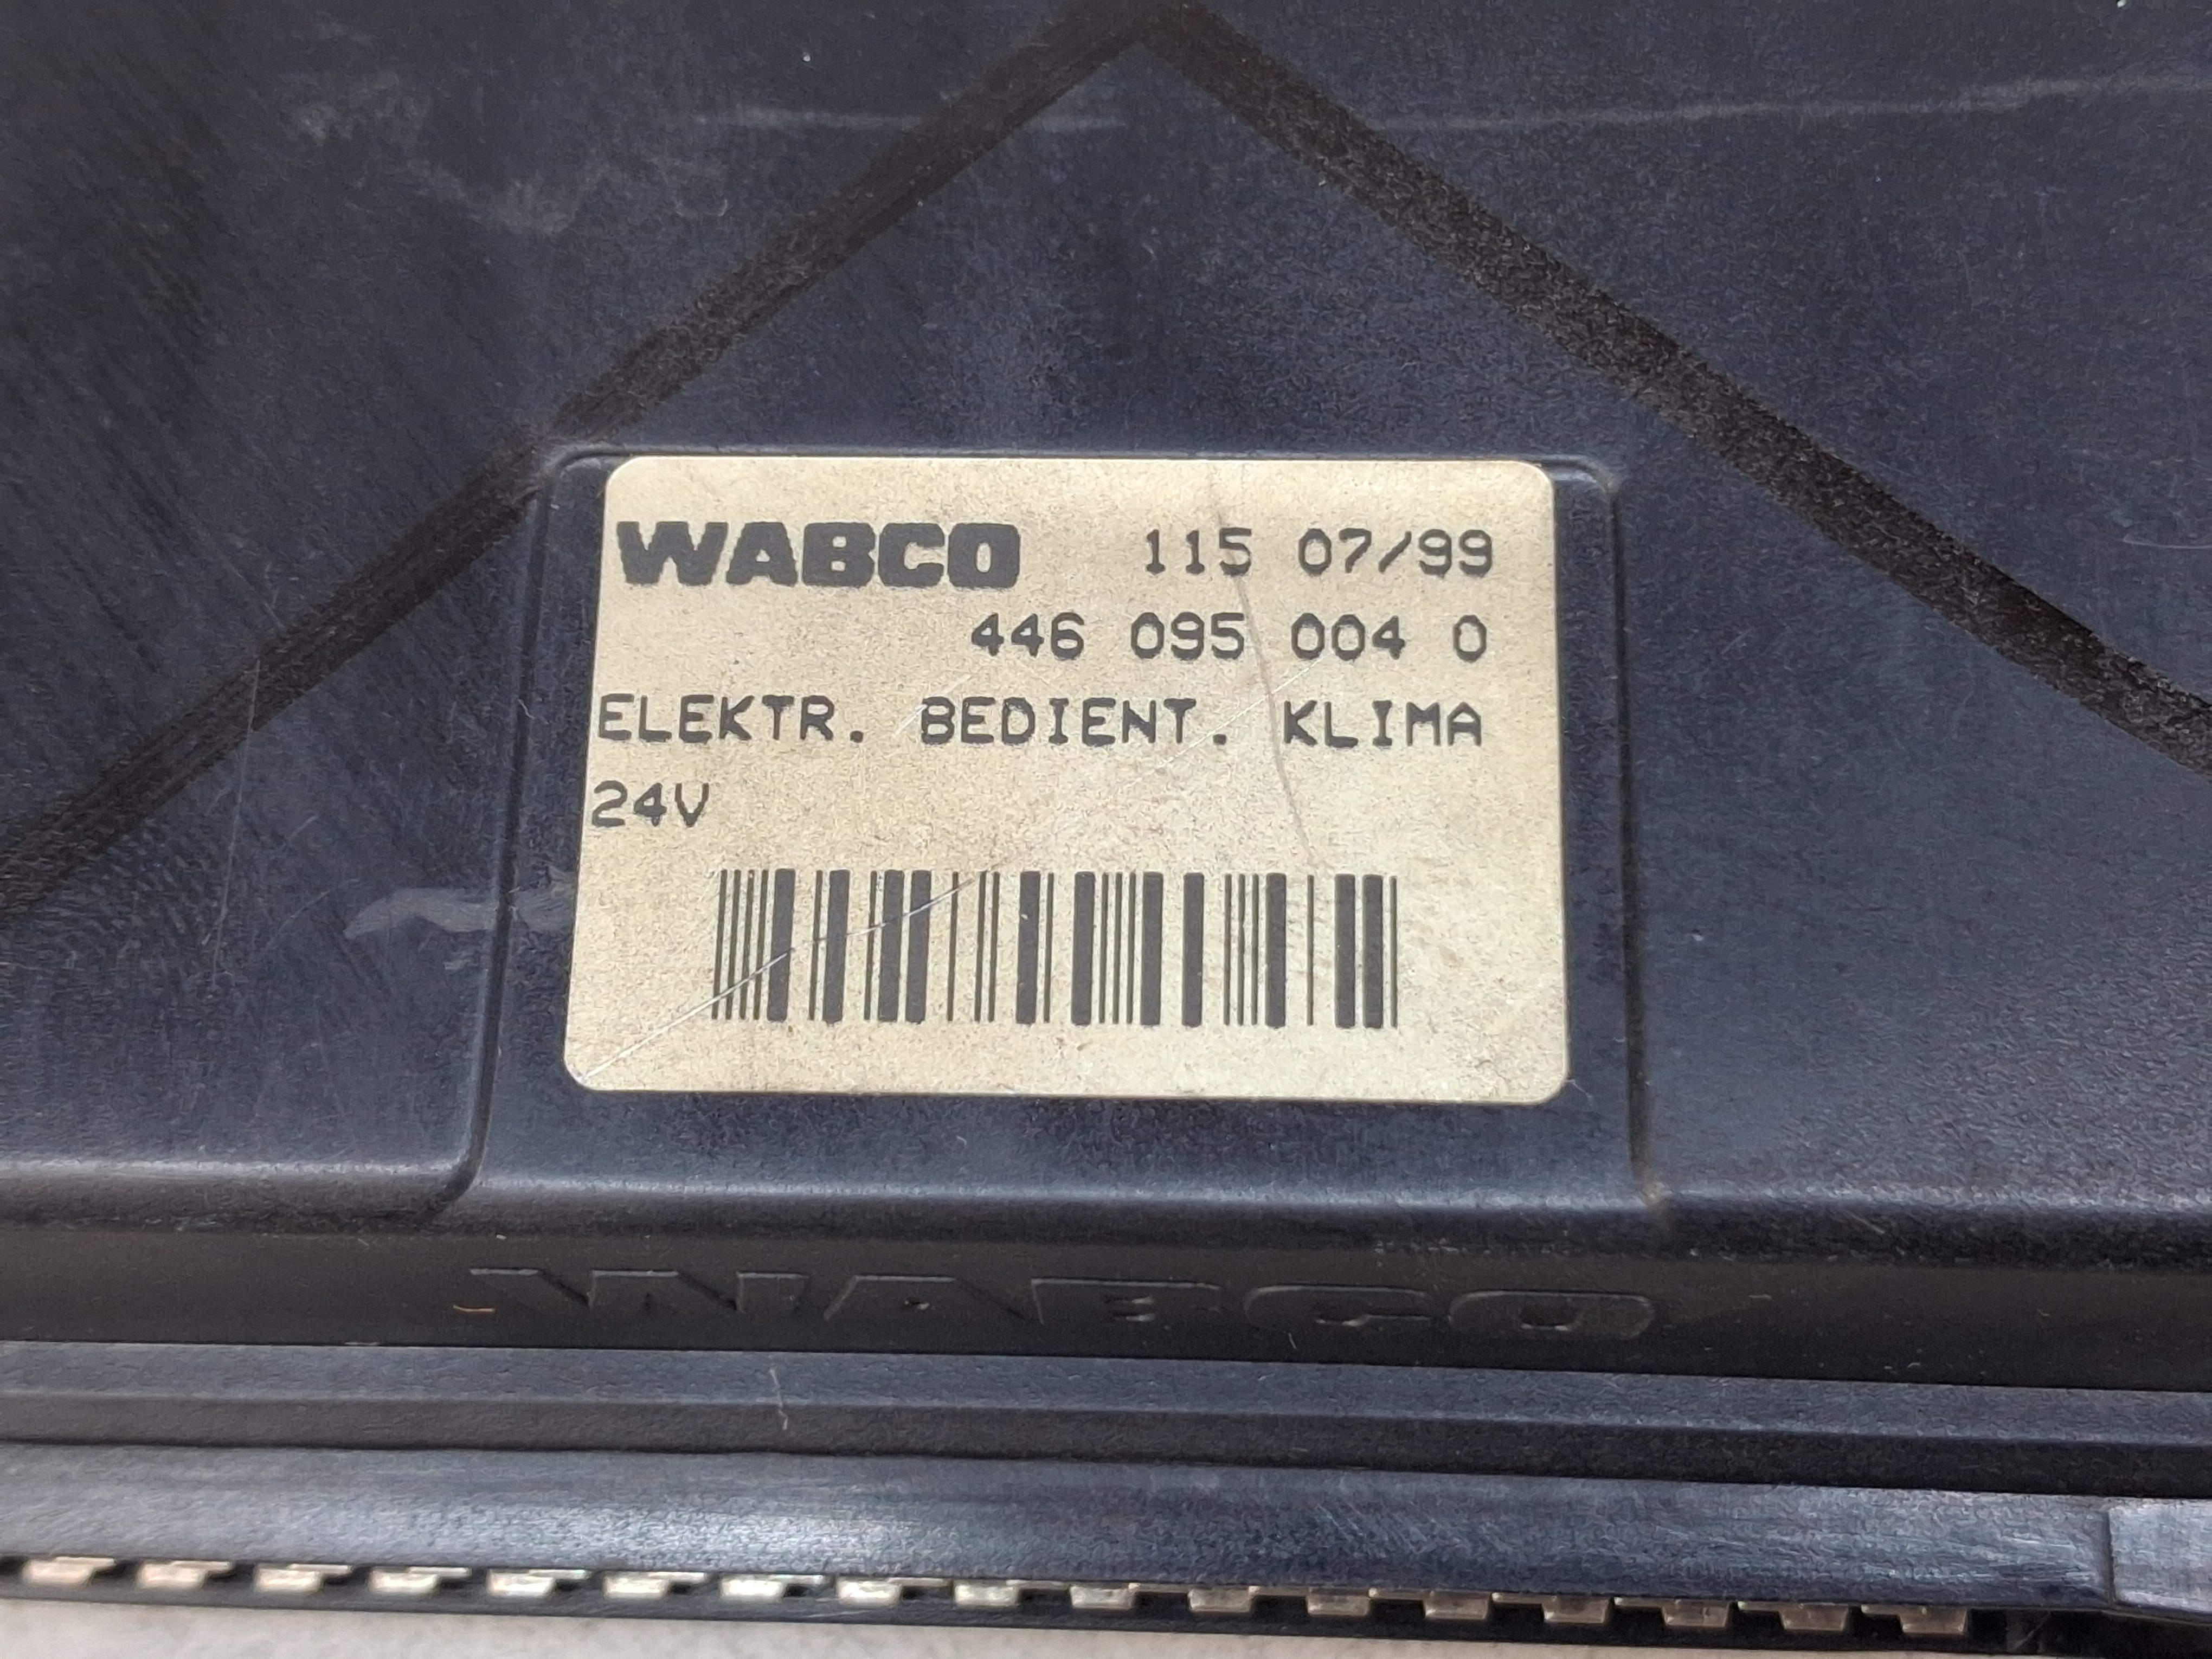 WABCO 115 07/99
446 095 004 0
ELEKTR. BEDIENT. KLIMA
24V
WABCO